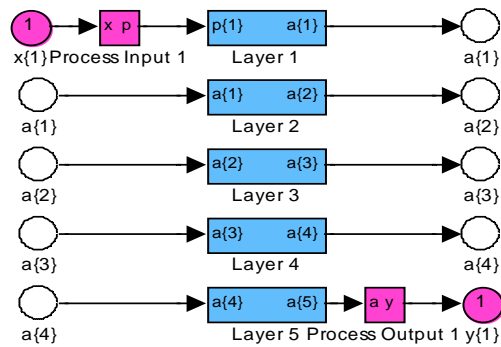 1 x p p{1} a{1}
x{1} Process Input 1 Layer 1 a{1}
a{1} a{2}
a{1} Layer 2 a{2}
a{2} a{3}
a{2} Layer 3 a{3}
a{3} a{4}
a{3} Layer 4 a{4}
a{4} a{5} a y 1
a{4} Layer 5 Process Output 1 y{1}